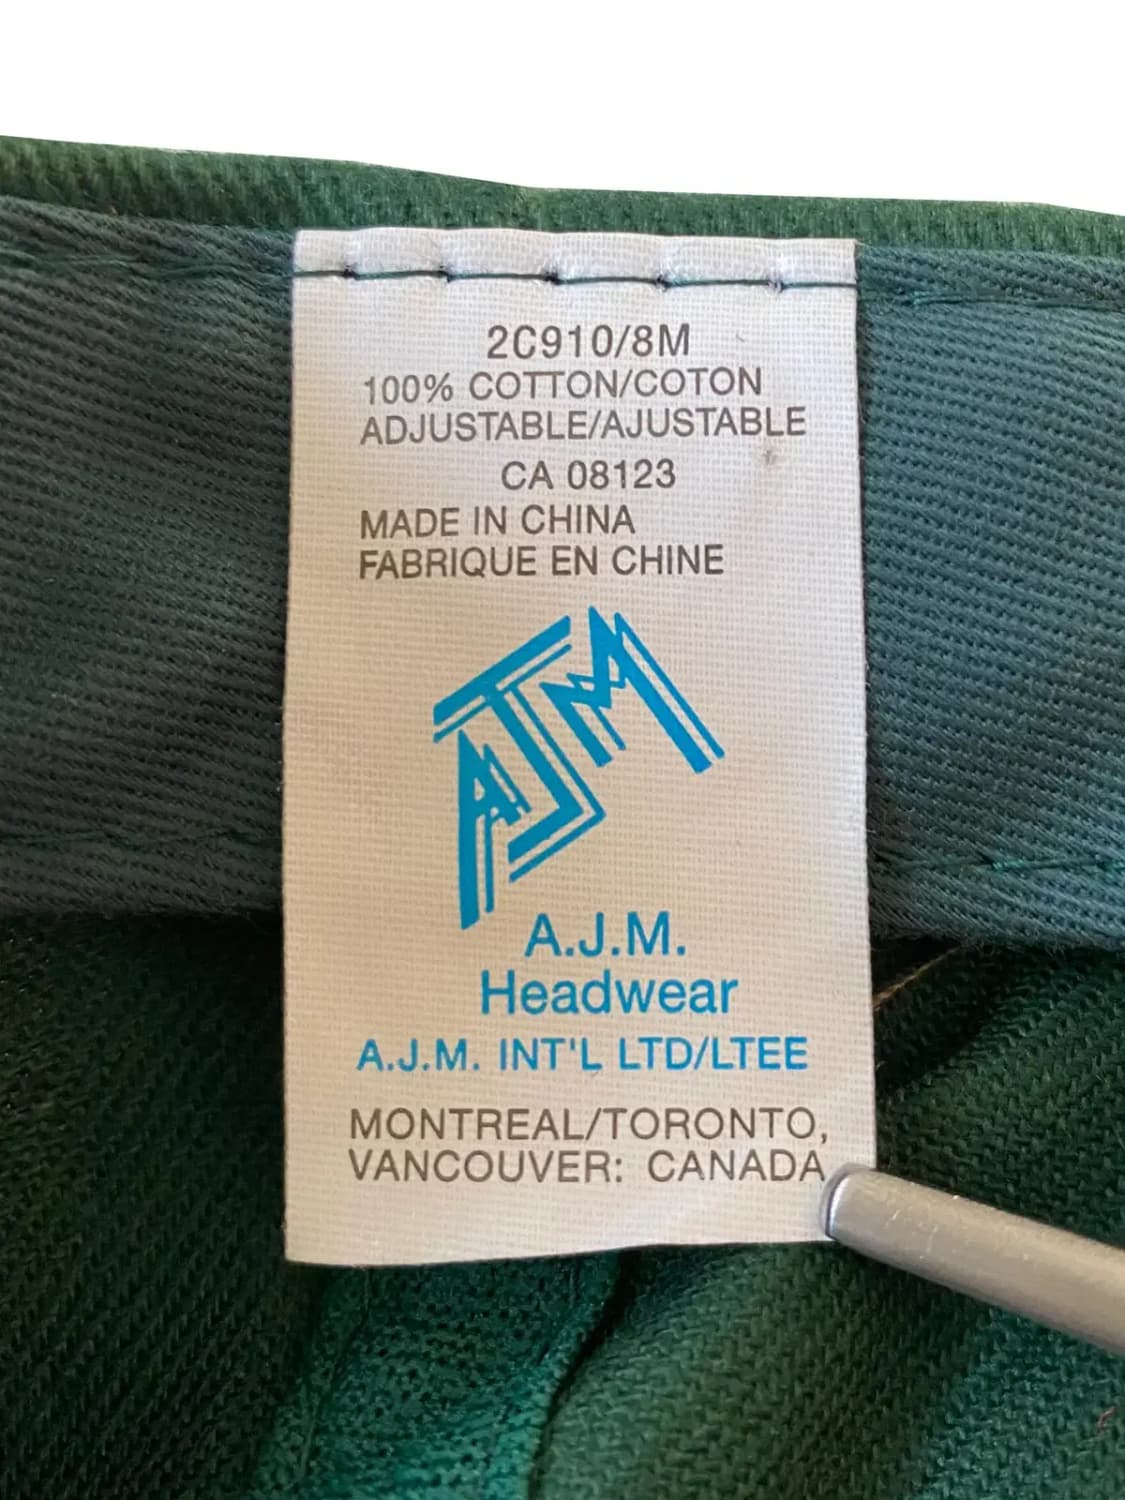 2C910/8M
100% COTTON/COTON
ADJUSTABLE/AJUSTABLE
CA 08123
MADE IN CHINA
FABRIQUE EN CHINE
AJM
A.J.M.
Headwear
A.J.M. INT'L LTD/LTEE
MONTREAL/TORONTO,
VANCOUVER: CANADA